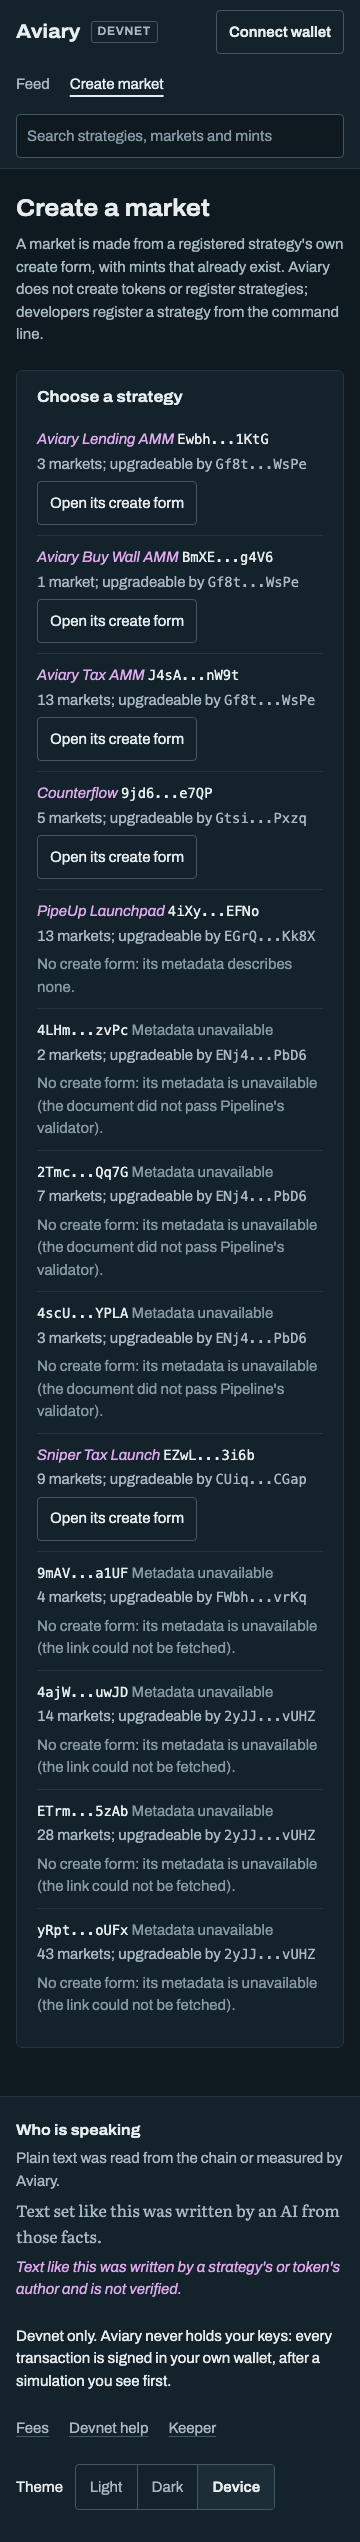 Aviary DEVNET Connect wallet
Feed Create market
Search strategies, markets and mints
Create a market
A market is made from a registered strategy's own
create form, with mints that already exist. Aviary
does not create tokens or register strategies;
developers register a strategy from the command
line.
Choose a strategy
Aviary Lending AMM Ewbh...1KtG
3 markets; upgradeable by Gf8t...WsPe
Open its create form
Aviary Buy Wall AMM BmXE...g4V6
1 market; upgradeable by Gf8t...WsPe
Open its create form
Aviary Tax AMM J4sA...nW9t
13 markets; upgradeable by Gf8t...WsPe
Open its create form
Counterflow 9jd6...e7QP
5 markets; upgradeable by Gtsi...Pxzq
Open its create form
PipeUp Launchpad 4iXy...EFNo
13 markets; upgradeable by EGrQ...Kk8X
No create form: its metadata describes
none.
4LHm...zvPc Metadata unavailable
2 markets; upgradeable by ENj4...PbD6
No create form: its metadata is unavailable
(the document did not pass Pipeline's
validator).
2Tmc...Qq7G Metadata unavailable
7 markets; upgradeable by ENj4...PbD6
No create form: its metadata is unavailable
(the document did not pass Pipeline's
validator).
4scU...YPLA Metadata unavailable
3 markets; upgradeable by ENj4...PbD6
No create form: its metadata is unavailable
(the document did not pass Pipeline's
validator).
Sniper Tax Launch EZwL...3i6b
9 markets; upgradeable by CUiq...CGap
Open its create form
9mAV...a1UF Metadata unavailable
4 markets; upgradeable by FWbh...vrKq
No create form: its metadata is unavailable
(the link could not be fetched).
4ajW...uwJD Metadata unavailable
14 markets; upgradeable by 2yJJ...vUHZ
No create form: its metadata is unavailable
(the link could not be fetched).
ETrm...5zAb Metadata unavailable
28 markets; upgradeable by 2yJJ...vUHZ
No create form: its metadata is unavailable
(the link could not be fetched).
yRpt...oUFx Metadata unavailable
43 markets; upgradeable by 2yJJ...vUHZ
No create form: its metadata is unavailable
(the link could not be fetched).
Who is speaking
Plain text was read from the chain or measured by
Aviary.
Text set like this was written by an AI from
those facts.
Text like this was written by a strategy's or token's
author and is not verified.
Devnet only. Aviary never holds your keys: every
transaction is signed in your own wallet, after a
simulation you see first.
Fees Devnet help Keeper
Theme Light Dark Device